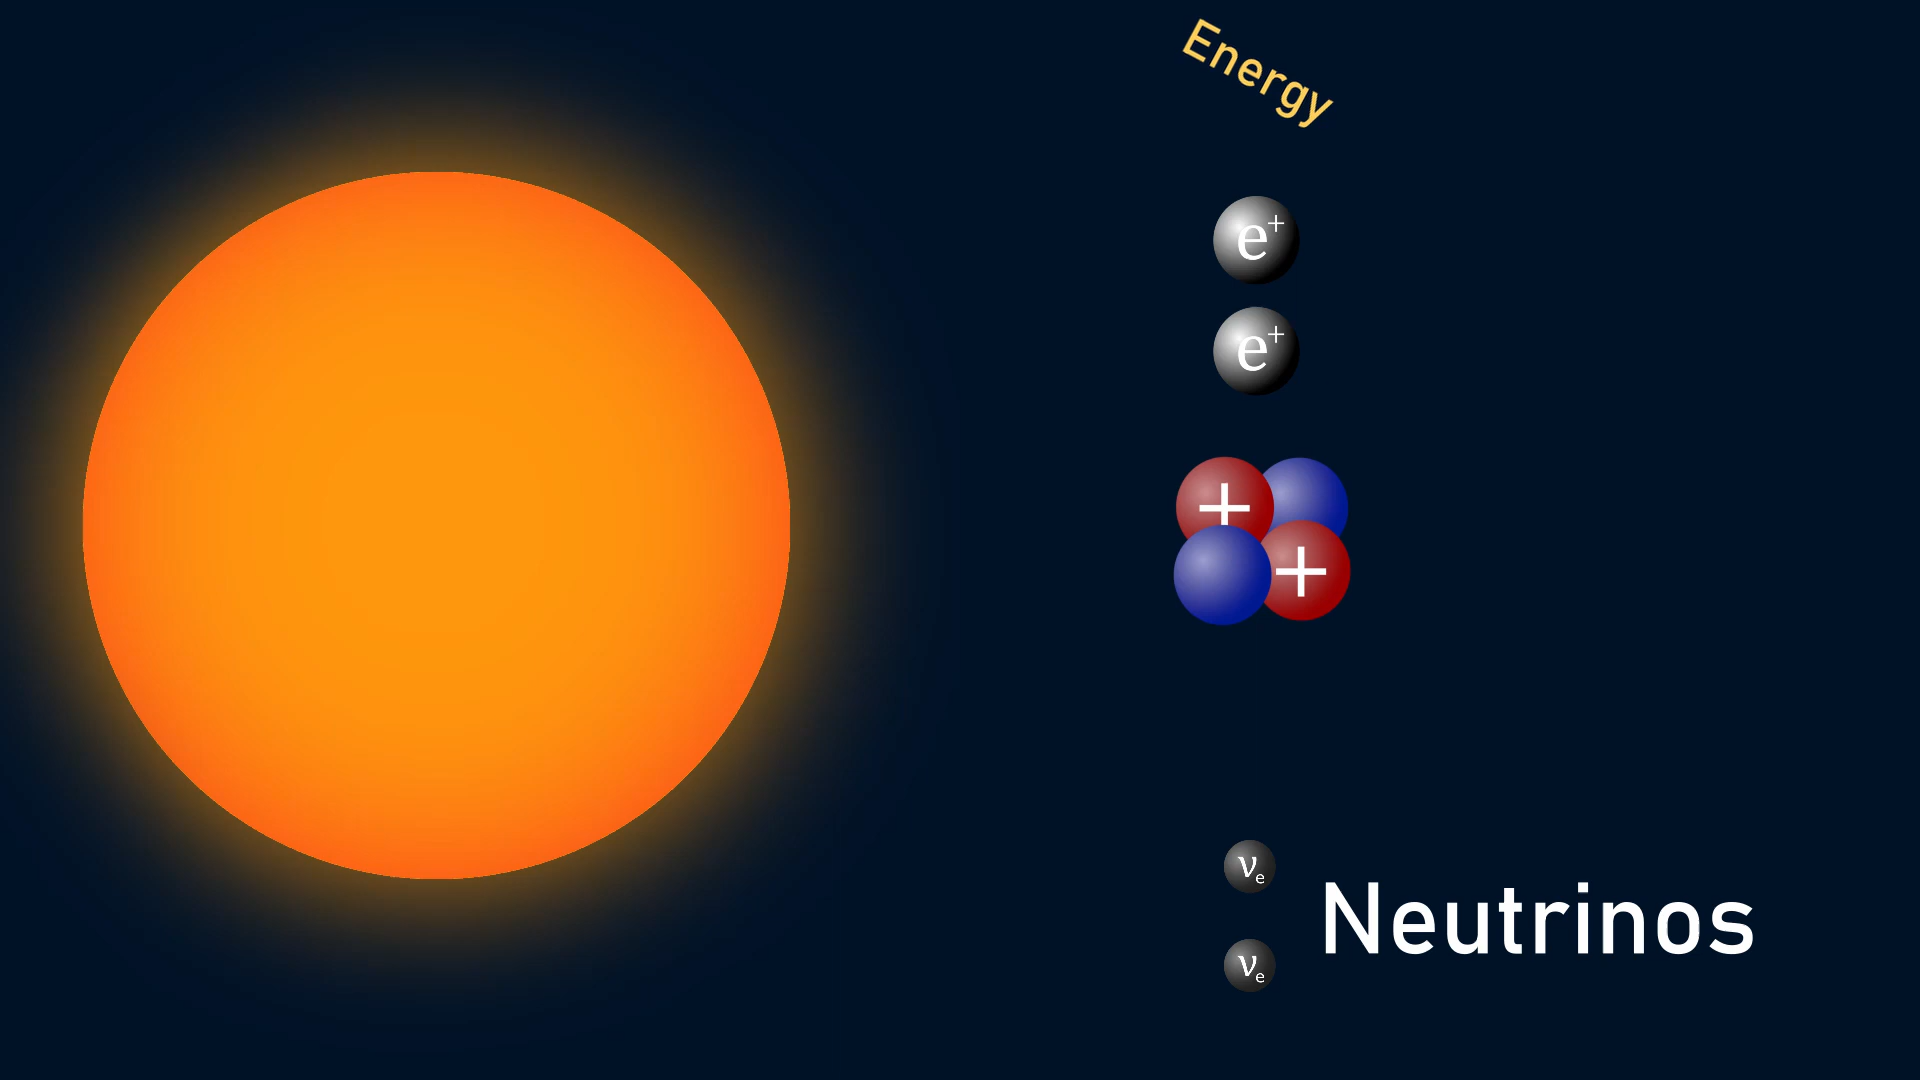 Energy
e⁺
e⁺
+
+
νₑ
Neutrinos
νₑ